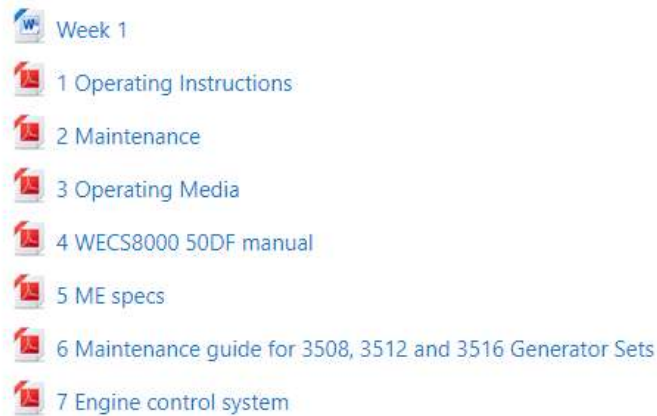 Week 1
1 Operating Instructions
2 Maintenance
3 Operating Media
4 WECS8000 50DF manual
5 ME specs
6 Maintenance guide for 3508, 3512 and 3516 Generator Sets
7 Engine control system